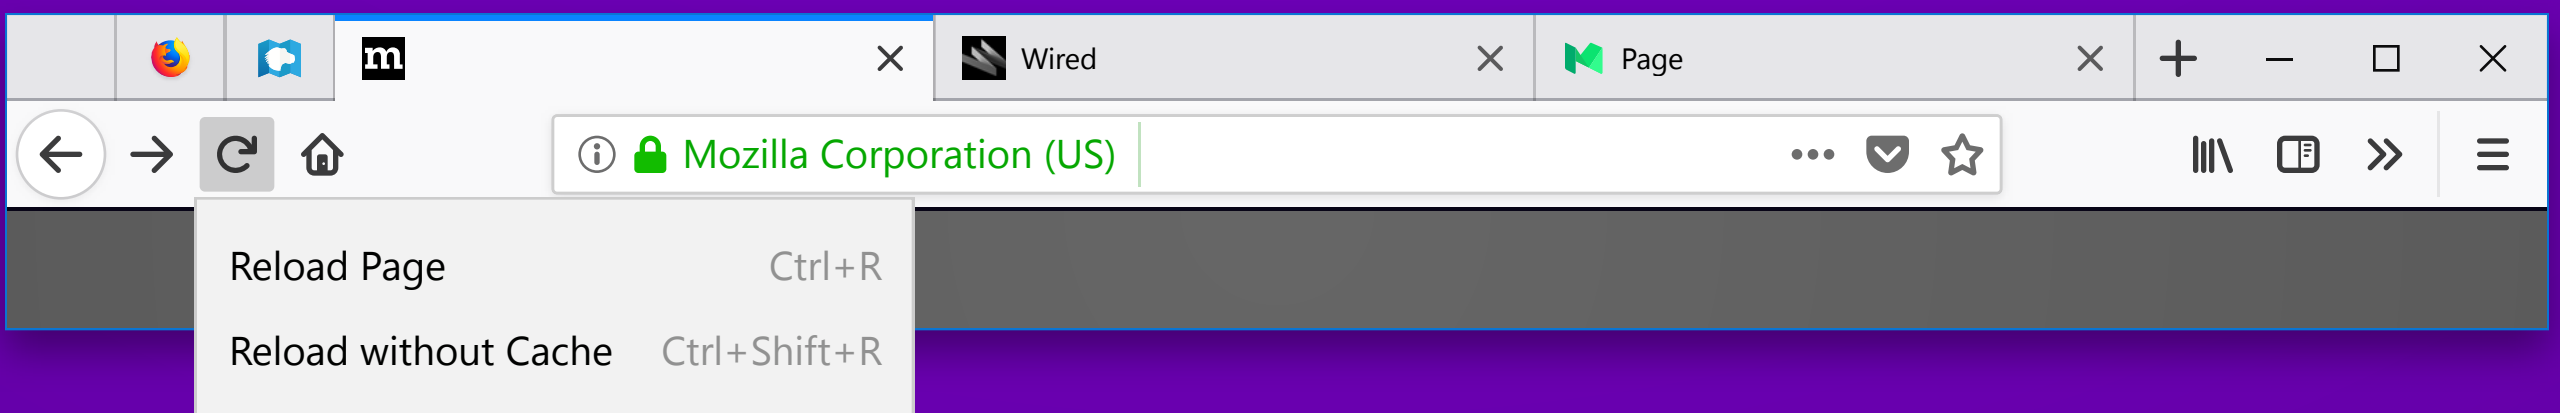 m
Wired
Page
Mozilla Corporation (US)
Reload Page Ctrl+R
Reload without Cache Ctrl+Shift+R